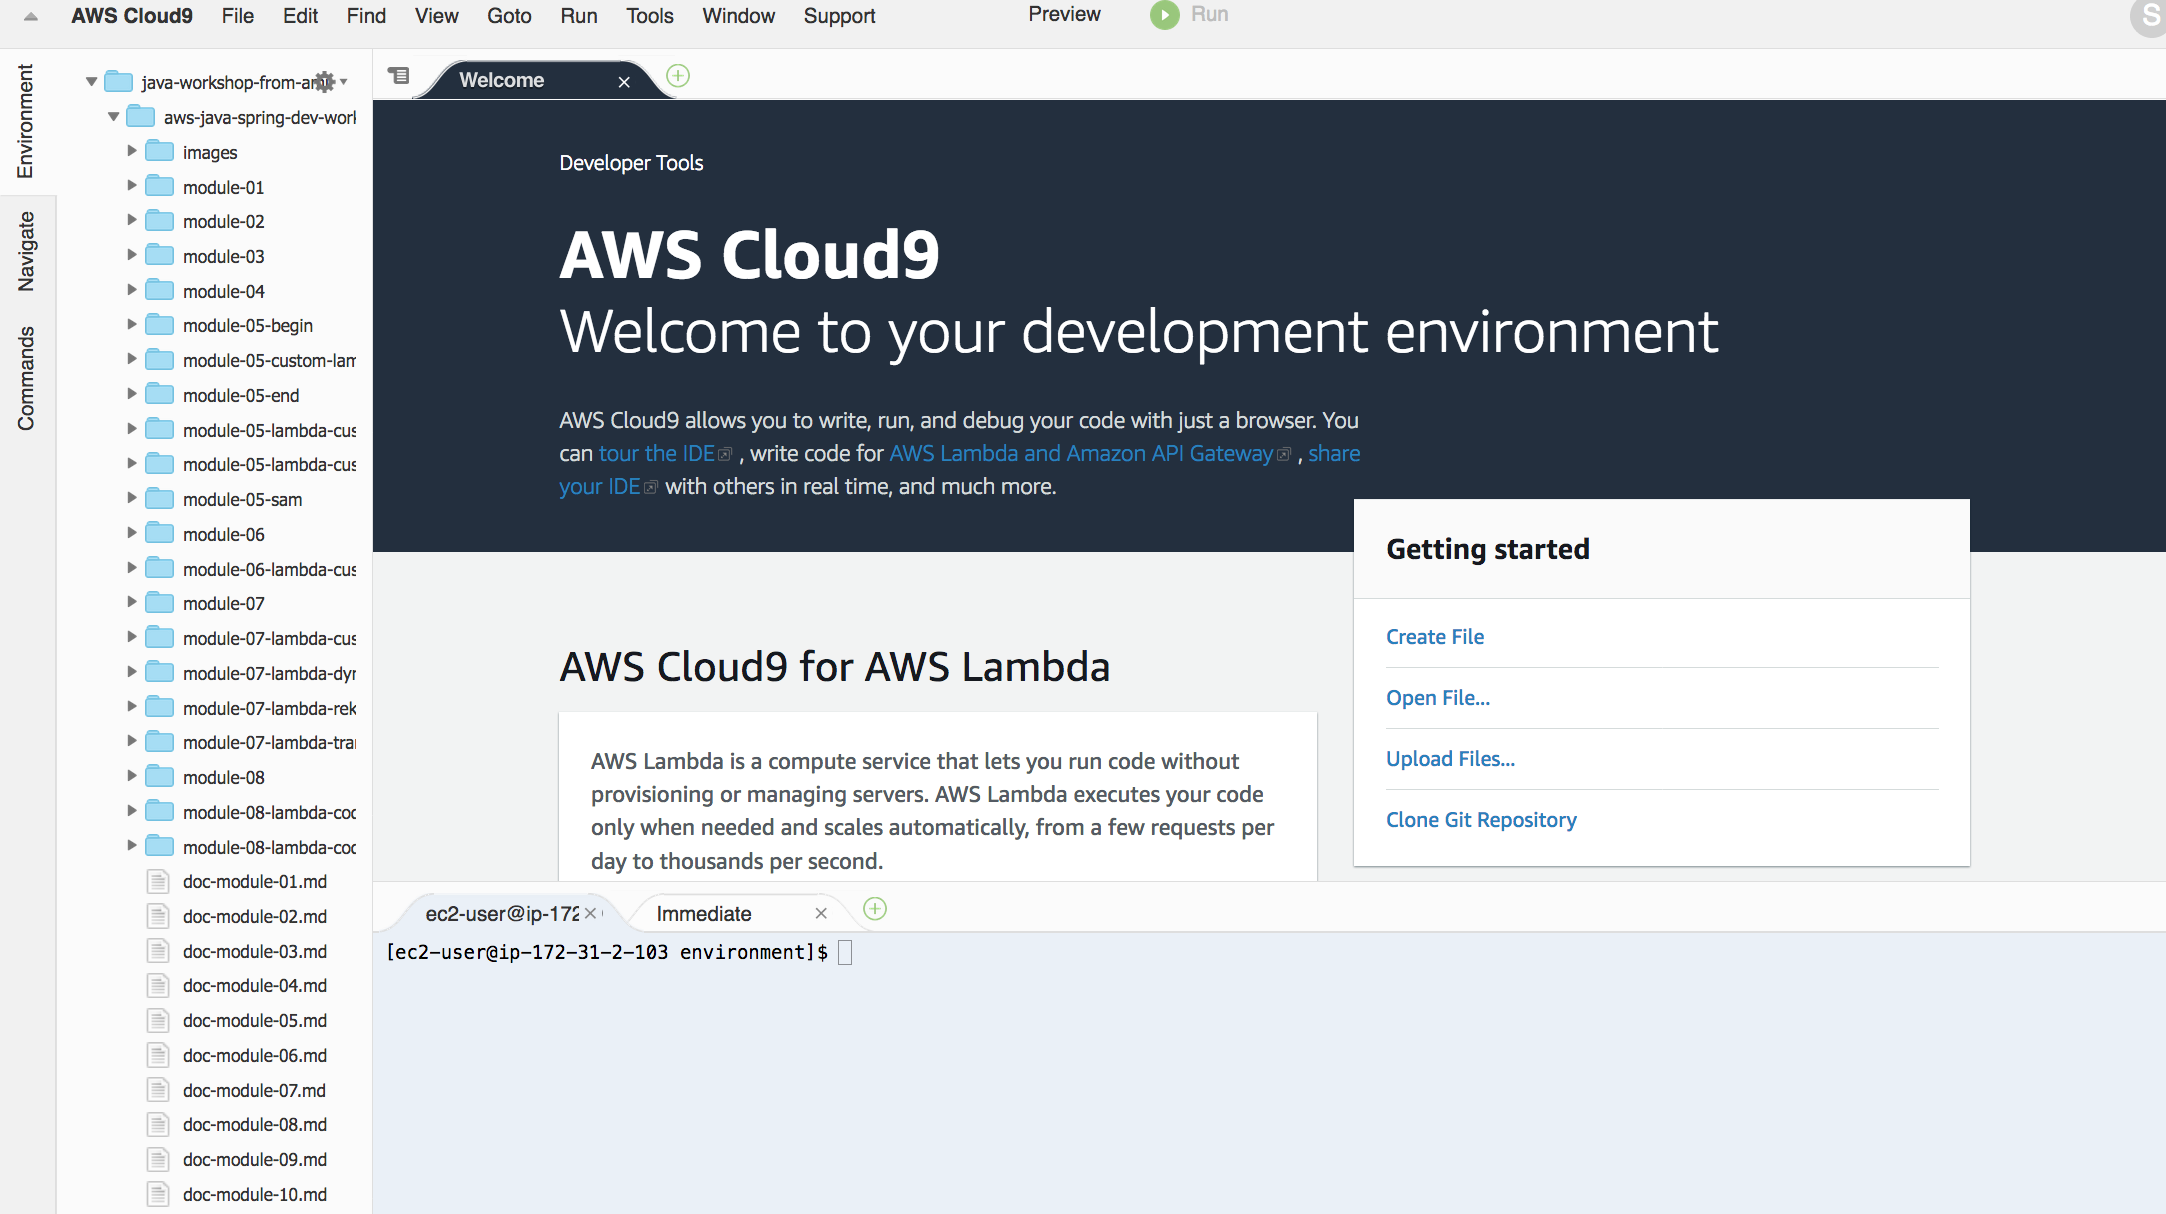 AWS Cloud9 File Edit Find View Goto Run Tools Window Support Preview Run S
Environment
Navigate
Commands
java-workshop-from-
aws-java-spring-dev-work
images
module-01
module-02
module-03
module-04
module-05-begin
module-05-custom-lam
module-05-end
module-05-lambda-cus
module-05-lambda-cus
module-05-sam
module-06
module-06-lambda-cus
module-07
module-07-lambda-cus
module-07-lambda-dyn
module-07-lambda-rek
module-07-lambda-tra
module-08
module-08-lambda-coc
module-08-lambda-coc
doc-module-01.md
doc-module-02.md
doc-module-03.md
doc-module-04.md
doc-module-05.md
doc-module-06.md
doc-module-07.md
doc-module-08.md
doc-module-09.md
doc-module-10.md
Welcome
Developer Tools
AWS Cloud9
Welcome to your development environment
AWS Cloud9 allows you to write, run, and debug your code with just a browser. You
can tour the IDE , write code for AWS Lambda and Amazon API Gateway , share
your IDE with others in real time, and much more.
Getting started
Create File
Open File...
Upload Files...
Clone Git Repository
AWS Cloud9 for AWS Lambda
AWS Lambda is a compute service that lets you run code without
provisioning or managing servers. AWS Lambda executes your code
only when needed and scales automatically, from a few requests per
day to thousands per second.
ec2-user@ip-172 Immediate
[ec2-user@ip-172-31-2-103 environment]$